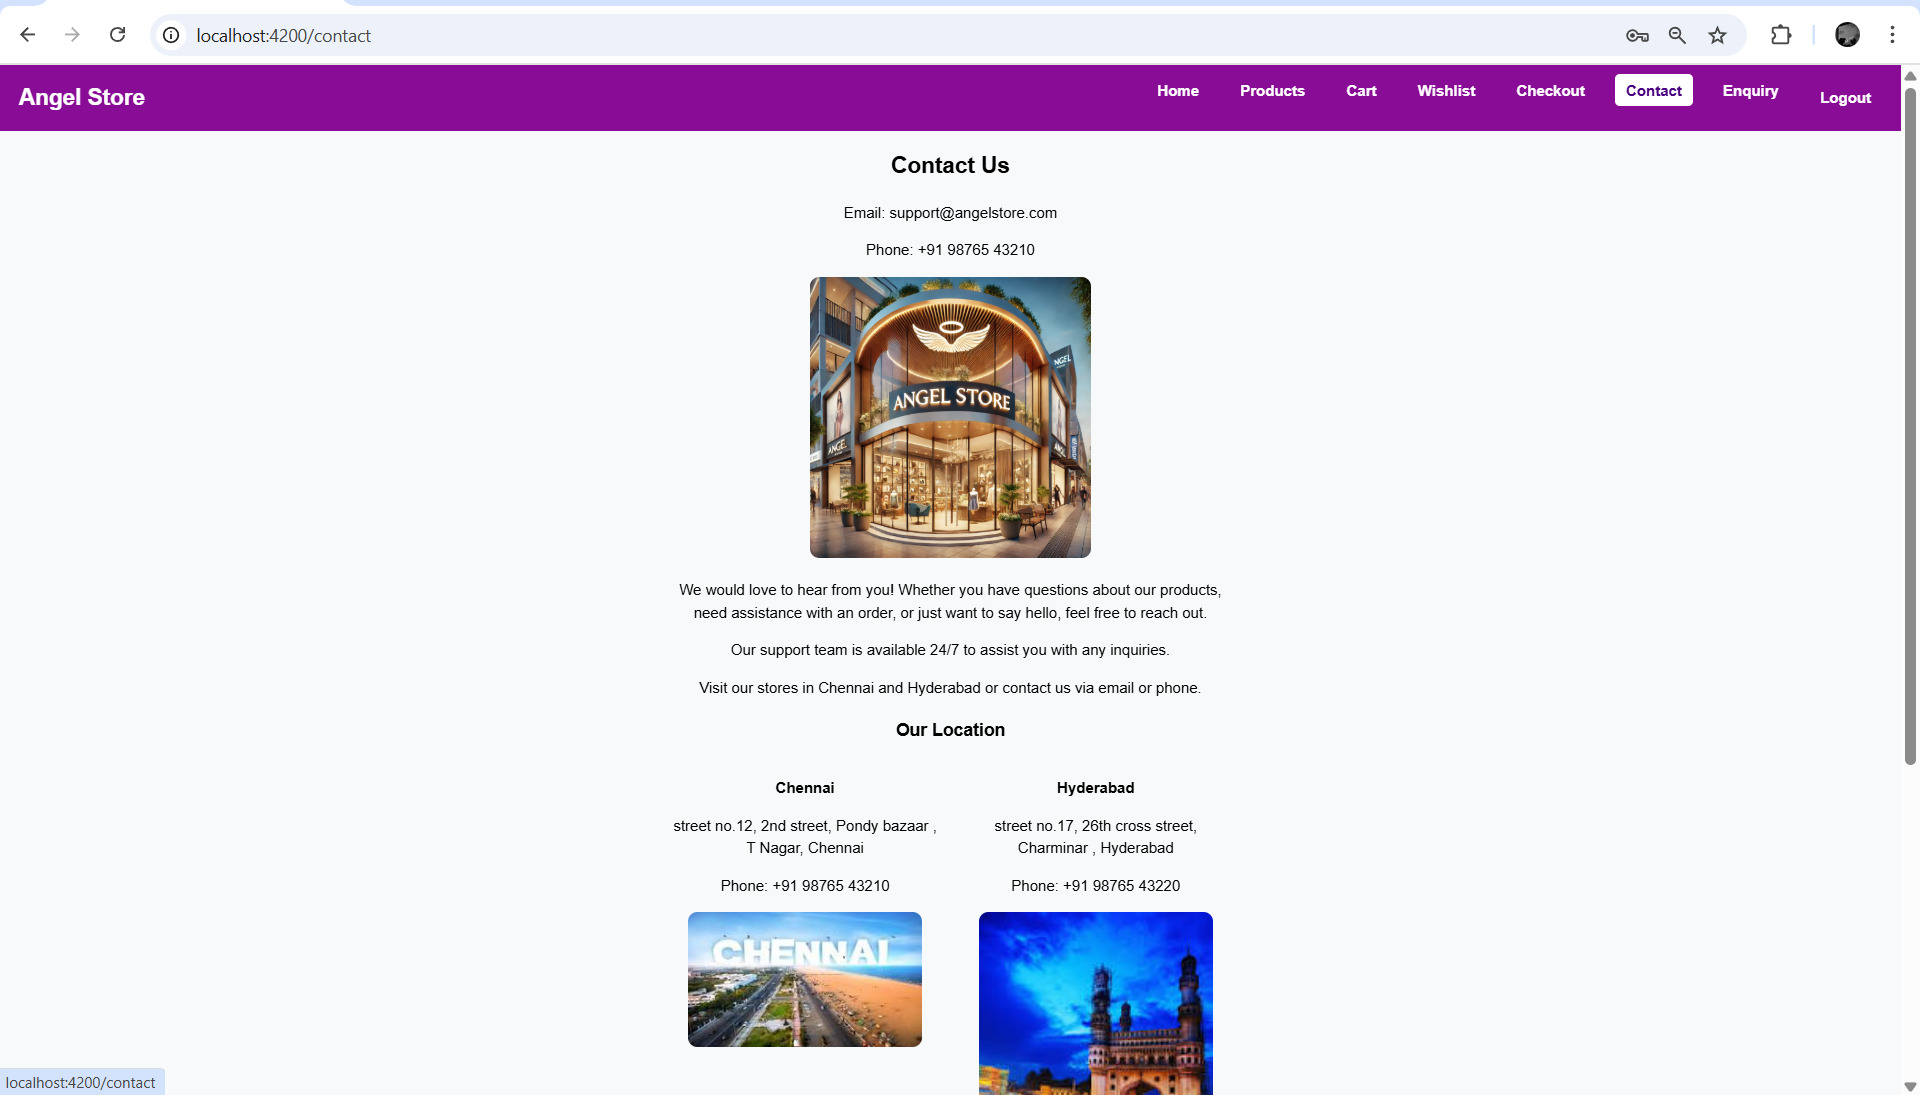 localhost:4200/contact
Angel Store
Home Products Cart Wishlist Checkout Contact Enquiry Logout
Contact Us
Email: support@angelstore.com
Phone: +91 98765 43210
ANGEL
ANGEL STORE
ANGEL
We would love to hear from you! Whether you have questions about our products,
need assistance with an order, or just want to say hello, feel free to reach out.
Our support team is available 24/7 to assist you with any inquiries.
Visit our stores in Chennai and Hyderabad or contact us via email or phone.
Our Location
Chennai
street no.12, 2nd street, Pondy bazaar ,
T Nagar, Chennai
Phone: +91 98765 43210
CHENNAI
Hyderabad
street no.17, 26th cross street,
Charminar , Hyderabad
Phone: +91 98765 43220
localhost:4200/contact